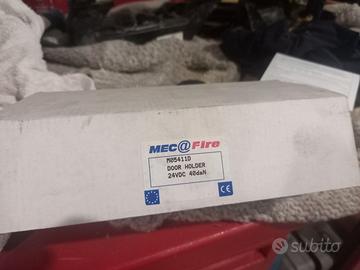 MEC@Fire
M05411D
DOOR HOLDER
24VDC 40daN
CE
subito